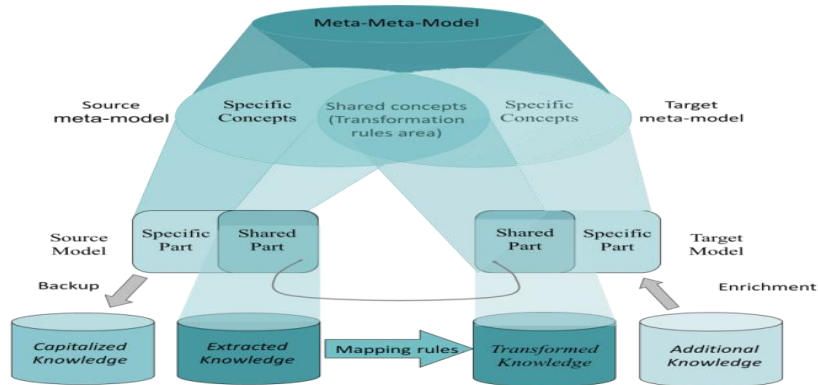 Meta-Meta-Model
Source
meta-model
Specific
Concepts
Shared concepts
(Transformation
rules area)
Specific
Concepts
Target
meta-model
Source
Model
Specific
Part
Shared
Part
Shared
Part
Specific
Part
Target
Model
Backup
Enrichment
Capitalized
Knowledge
Extracted
Knowledge
Mapping rules
Transformed
Knowledge
Additional
Knowledge